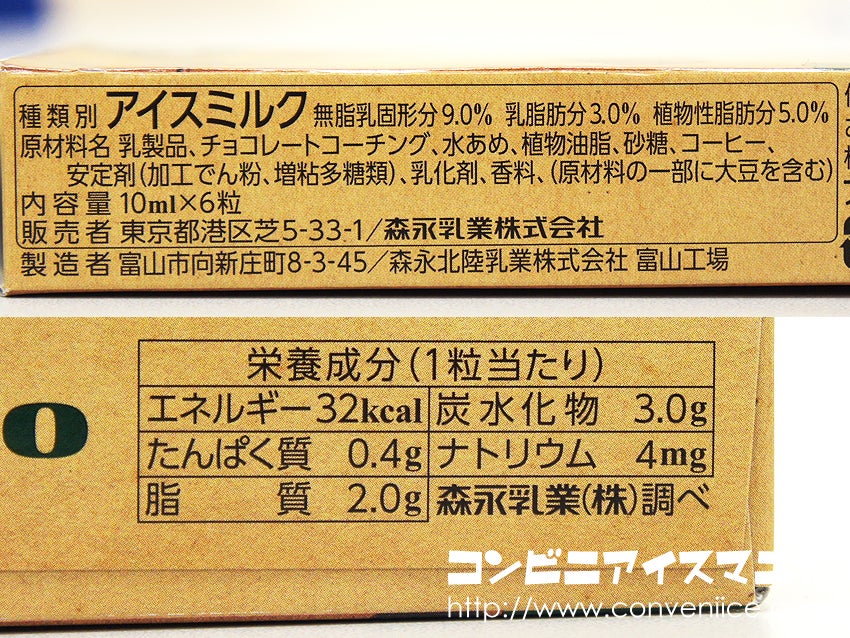 種類別 アイスミルク 無脂乳固形分9.0% 乳脂肪分3.0% 植物性脂肪分5.0%
原材料名 乳製品、チョコレートコーチング、水あめ、植物油脂、砂糖、コーヒー、
安定剤(加工でん粉、増粘多糖類)、乳化剤、香料、(原材料の一部に大豆を含む)
内容量 10ml×6粒
販売者 東京都港区芝5-33-1/森永乳業株式会社
製造者 富山市向新庄町8-3-45/森永北陸乳業株式会社 富山工場
栄養成分(1粒当たり)
エネルギー32kcal 炭水化物 3.0g
たんぱく質 0.4g ナトリウム 4mg
脂質 2.0g 森永乳業(株)調べ
コンビニアイスマニ
http://www.conveniice